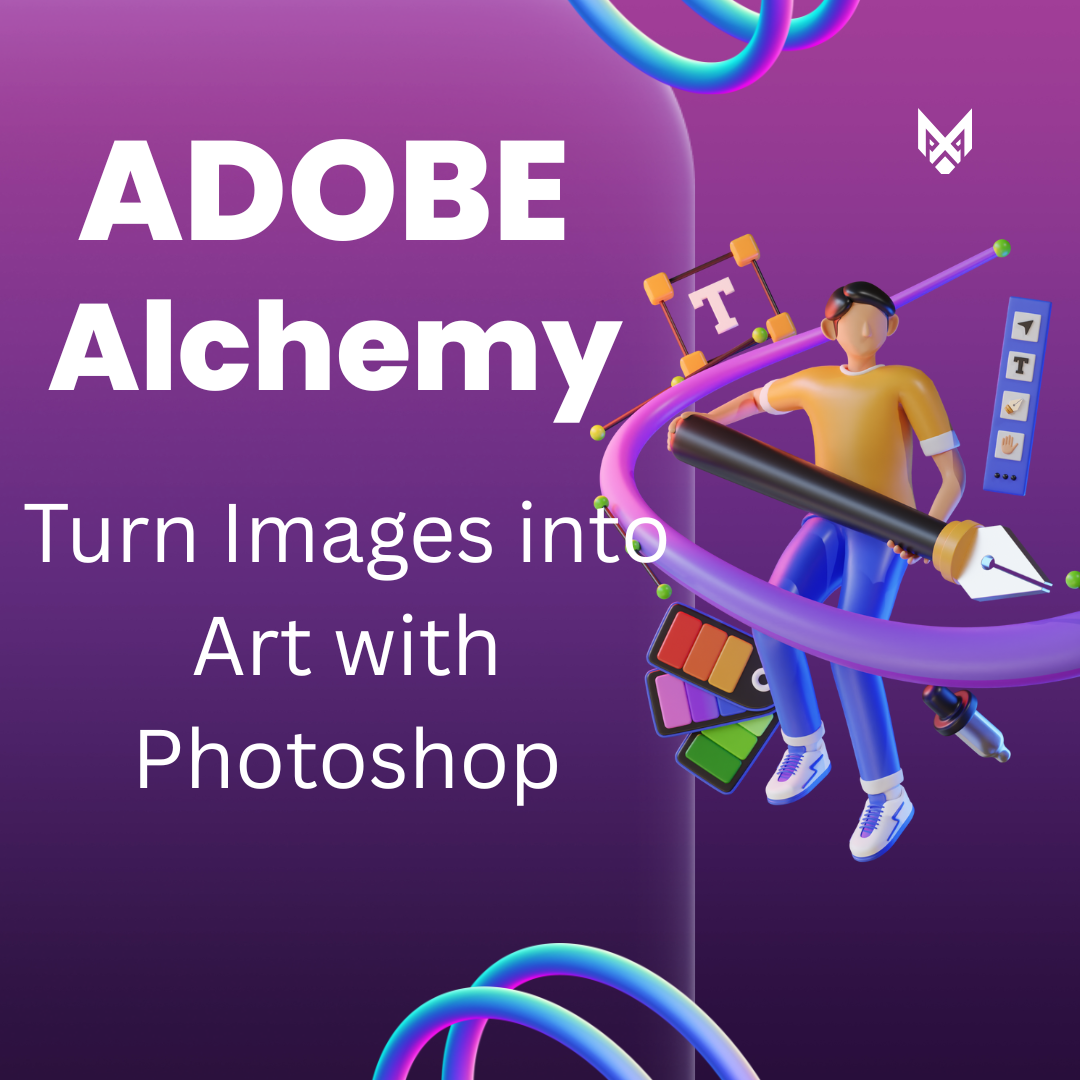 ADOBE
Alchemy
Turn Images into
Art with
Photoshop
T
T